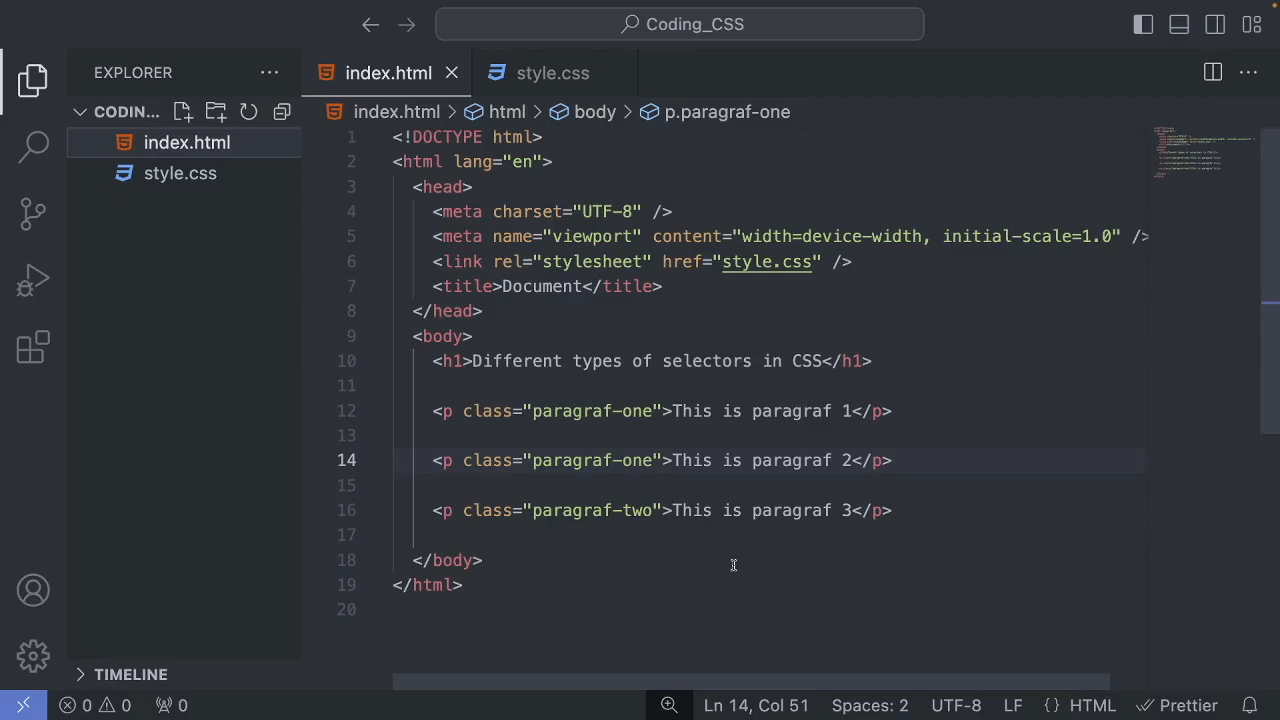 Coding_CSS
EXPLORER
CODIN...
index.html
style.css
TIMELINE
index.html
style.css
index.html > html > body > p.paragraf-one
1 <!DOCTYPE html>
2 <html lang="en">
3 <head>
4 <meta charset="UTF-8" />
5 <meta name="viewport" content="width=device-width, initial-scale=1.0" />
6 <link rel="stylesheet" href="style.css" />
7 <title>Document</title>
8 </head>
9 <body>
10 <h1>Different types of selectors in CSS</h1>
11
12 <p class="paragraf-one">This is paragraf 1</p>
13
14 <p class="paragraf-one">This is paragraf 2</p>
15
16 <p class="paragraf-two">This is paragraf 3</p>
17
18 </body>
19 </html>
20
0 0 0 Ln 14, Col 51 Spaces: 2 UTF-8 LF {} HTML Prettier